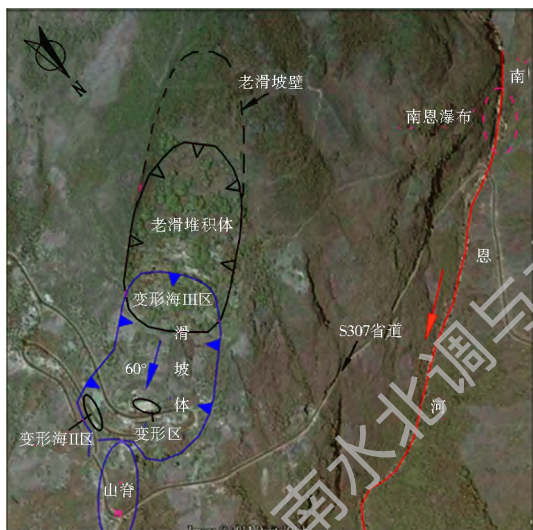 N
南
老滑坡壁
南恩瀑布
老滑堆积体
恩
变形海III区
滑
坡
体
S307省道
60°
河
变形海II区
变形区
山脊
南水北调与